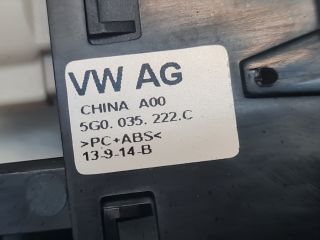 VW AG
CHINA A00
5G0. 035. 222. C
>PC+ABS<
13-9-14-B